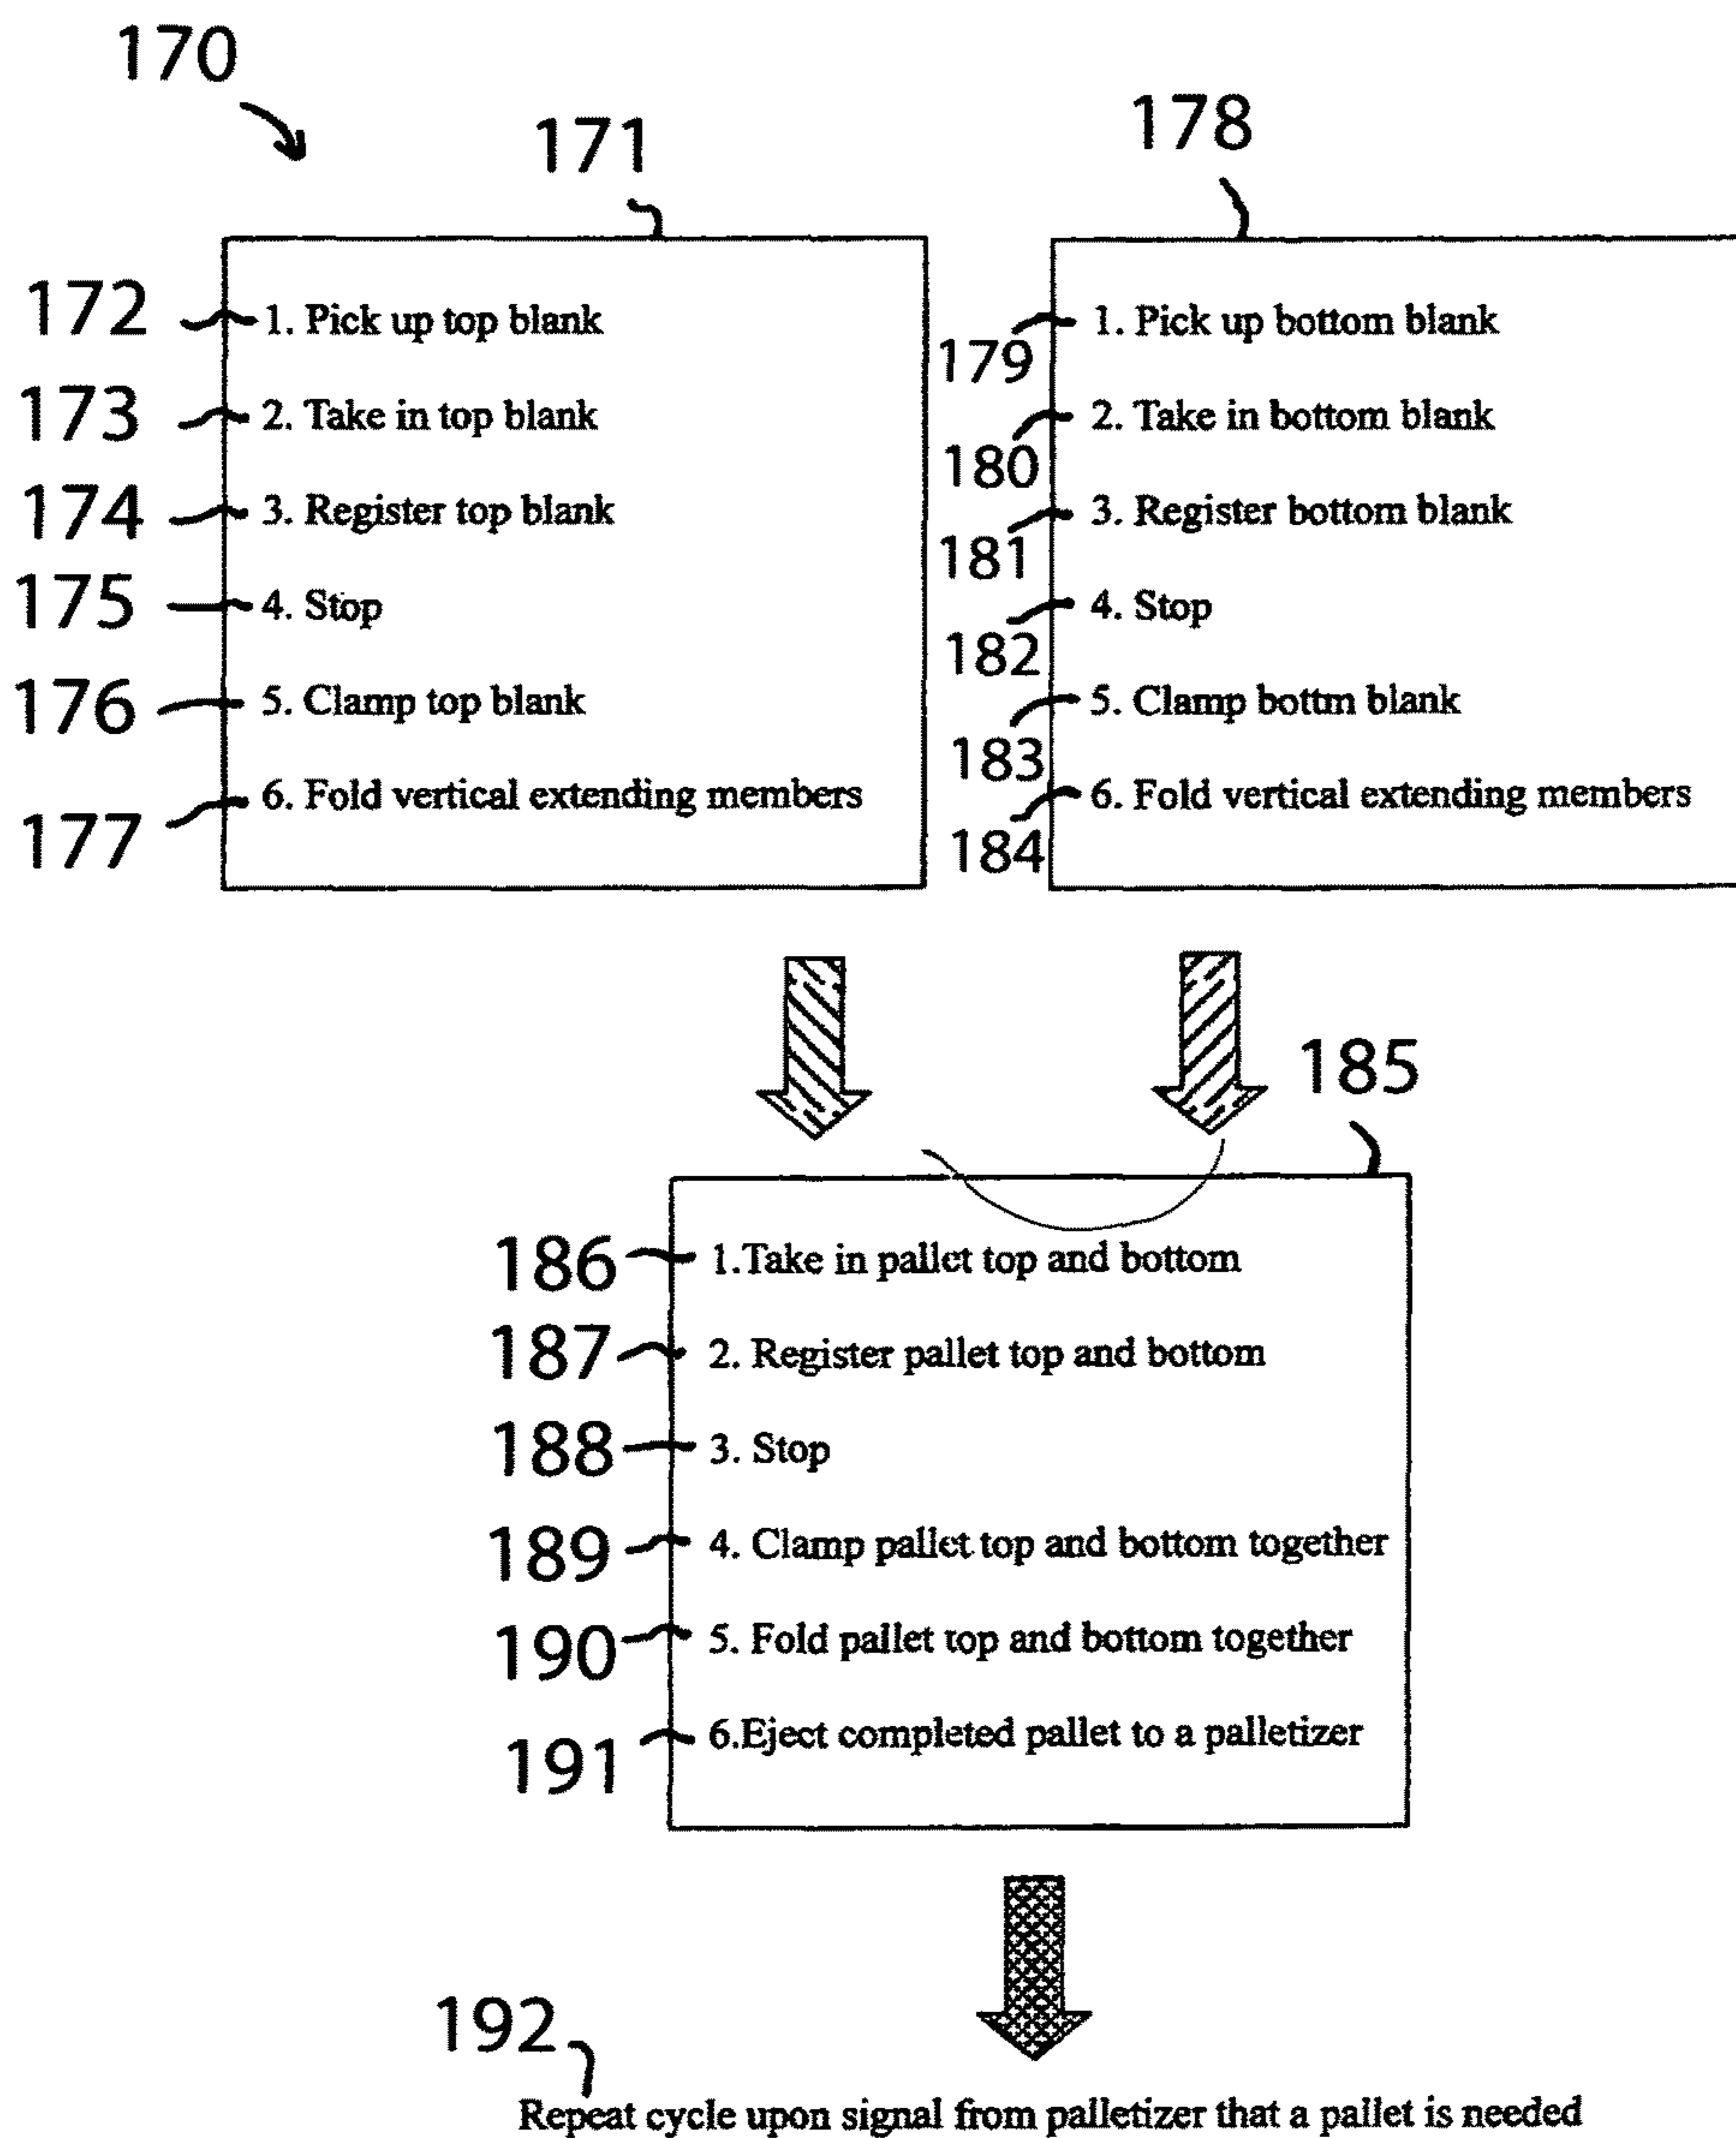 170
171
172 1. Pick up top blank
173 2. Take in top blank
174 3. Register top blank
175 4. Stop
176 5. Clamp top blank
177 6. Fold vertical extending members
178
179 1. Pick up bottom blank
180 2. Take in bottom blank
181 3. Register bottom blank
182 4. Stop
183 5. Clamp bottm blank
184 6. Fold vertical extending members
185
186 1.Take in pallet top and bottom
187 2. Register pallet top and bottom
188 3. Stop
189 4. Clamp pallet top and bottom together
190 5. Fold pallet top and bottom together
191 6.Eject completed pallet to a palletizer
192
Repeat cycle upon signal from palletizer that a pallet is needed